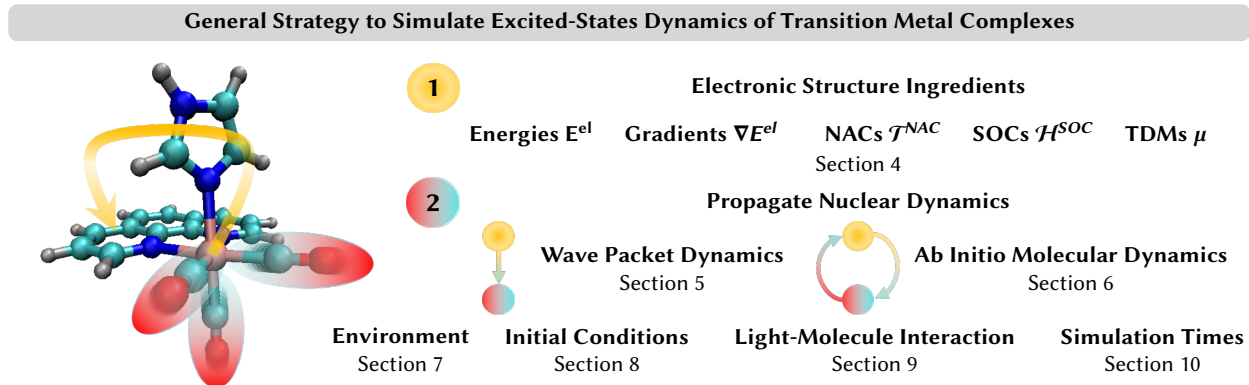 General Strategy to Simulate Excited-States Dynamics of Transition Metal Complexes
1 Electronic Structure Ingredients
Energies E^el Gradients ∇E^el NACs 𝒯^NAC SOCs ℋ^SOC TDMs μ
Section 4
2 Propagate Nuclear Dynamics
Wave Packet Dynamics Ab Initio Molecular Dynamics
Section 5 Section 6
Environment Initial Conditions Light-Molecule Interaction Simulation Times
Section 7 Section 8 Section 9 Section 10